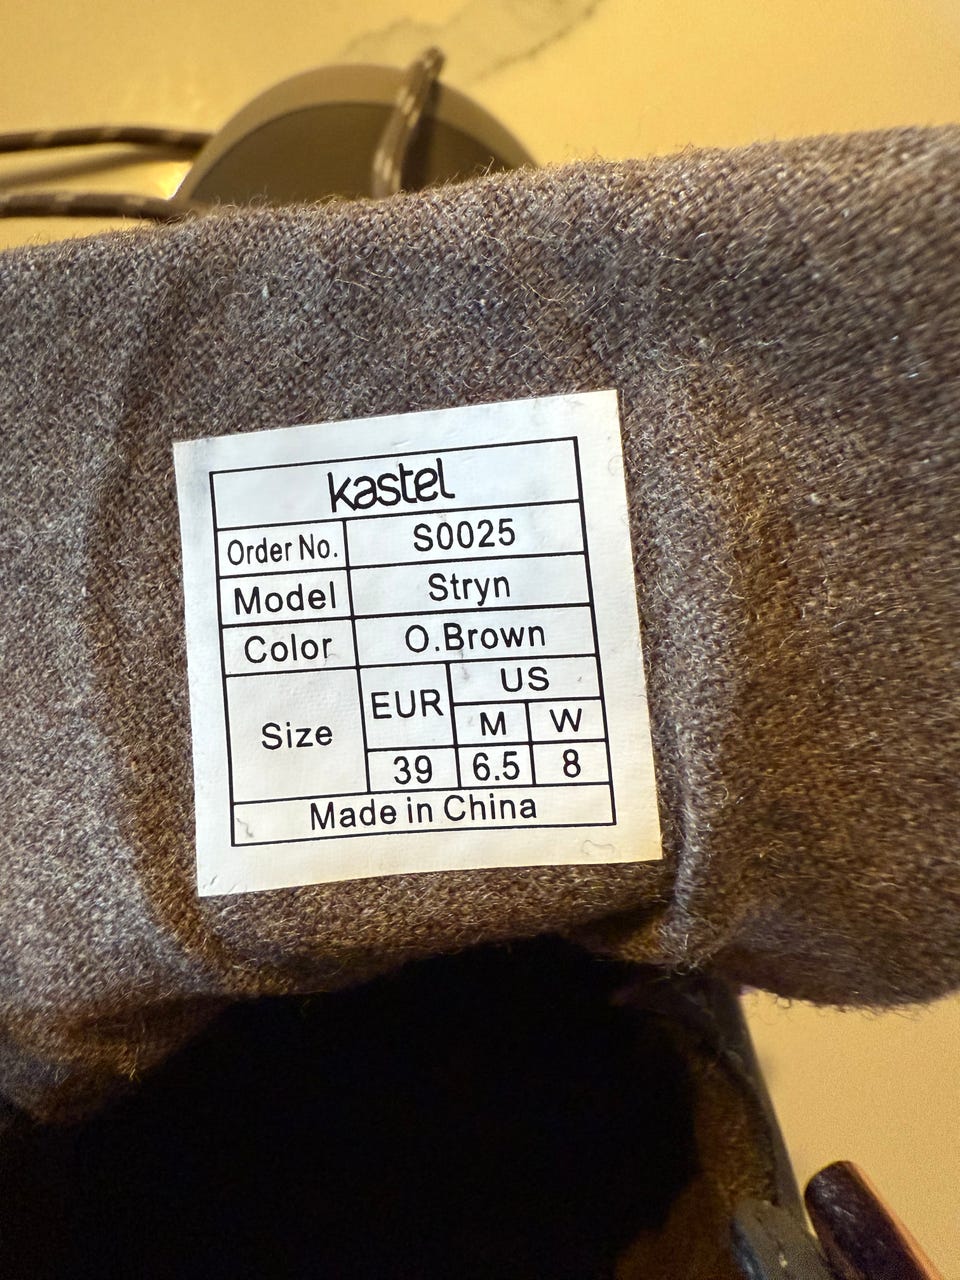 kastel
Order No. S0025
Model Stryn
Color O.Brown
Size EUR US
M W
39 6.5 8
Made in China